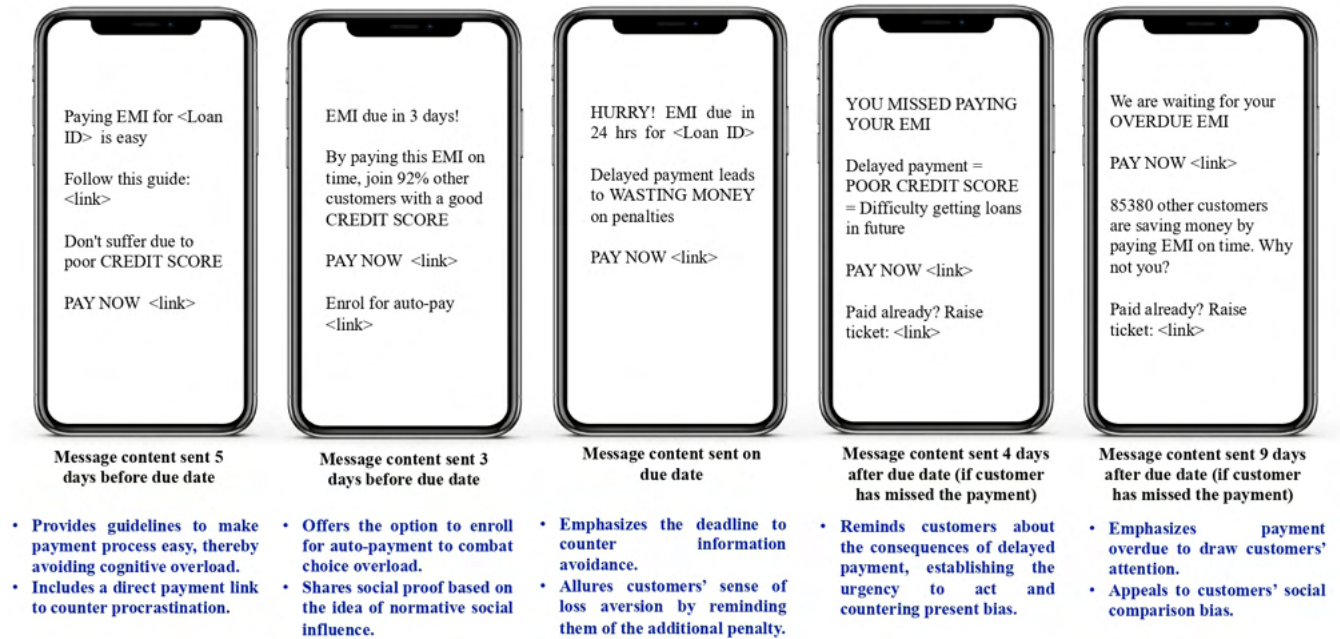 Paying EMI for <Loan
ID> is easy
Follow this guide:
<link>
Don't suffer due to
poor CREDIT SCORE
PAY NOW <link>
EMI due in 3 days!
By paying this EMI on
time, join 92% other
customers with a good
CREDIT SCORE
PAY NOW <link>
Enrol for auto-pay
<link>
HURRY! EMI due in
24 hrs for <Loan ID>
Delayed payment leads
to WASTING MONEY
on penalties
PAY NOW <link>
YOU MISSED PAYING
YOUR EMI
Delayed payment =
POOR CREDIT SCORE
= Difficulty getting loans
in future
PAY NOW <link>
Paid already? Raise
ticket: <link>
We are waiting for your
OVERDUE EMI
PAY NOW <link>
85380 other customers
are saving money by
paying EMI on time. Why
not you?
Paid already? Raise
ticket: <link>
Message content sent 5
days before due date
• Provides guidelines to make
payment process easy, thereby
avoiding cognitive overload.
• Includes a direct payment link
to counter procrastination.
Message content sent 3
days before due date
• Offers the option to enroll
for auto-payment to combat
choice overload.
• Shares social proof based on
the idea of normative social
influence.
Message content sent on
due date
• Emphasizes the deadline to
counter information
avoidance.
• Allures customers' sense of
loss aversion by reminding
them of the additional penalty.
Message content sent 4 days
after due date (if customer
has missed the payment)
• Reminds customers about
the consequences of delayed
payment, establishing the
urgency to act and
countering present bias.
Message content sent 9 days
after due date (if customer
has missed the payment)
• Emphasizes payment
overdue to draw customers'
attention.
• Appeals to customers' social
comparison bias.